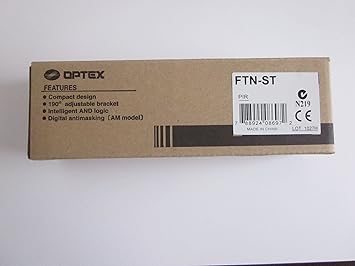 OPTEX
FEATURES
• Compact design
• 190° adjustable bracket
• Intelligent AND logic
• Digital antimasking (AM model)
FTN-ST
PIR
N219
CE
MADE IN CHINA